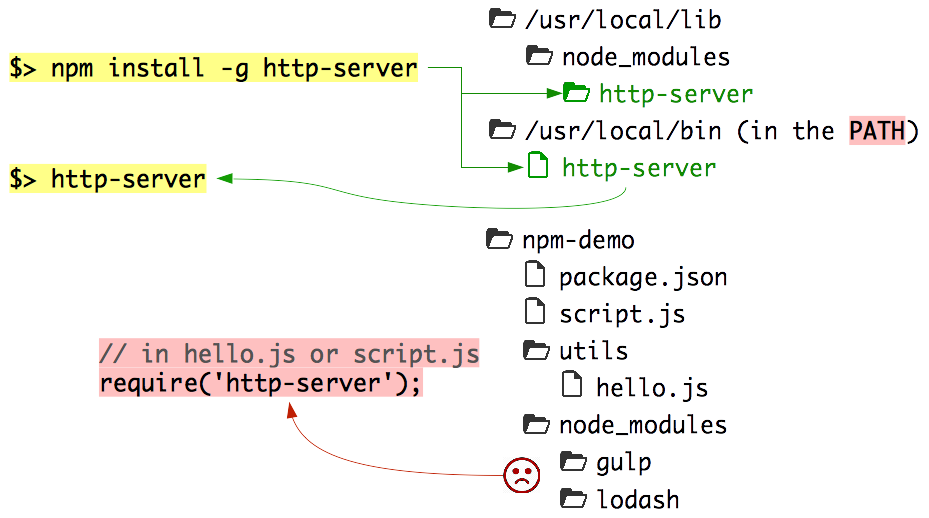 /usr/local/lib
$> npm install -g http-server
node_modules
http-server
/usr/local/bin (in the PATH)
http-server
$> http-server
npm-demo
package.json
script.js
// in hello.js or script.js
require('http-server');
utils
hello.js
node_modules
gulp
lodash